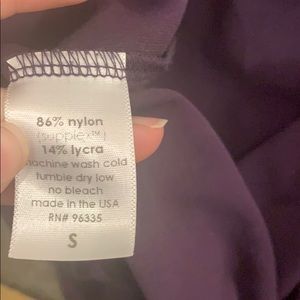 86% nylon
(supplex™)
14% lycra
machine wash cold
tumble dry low
no bleach
made in the USA
RN# 96335
S